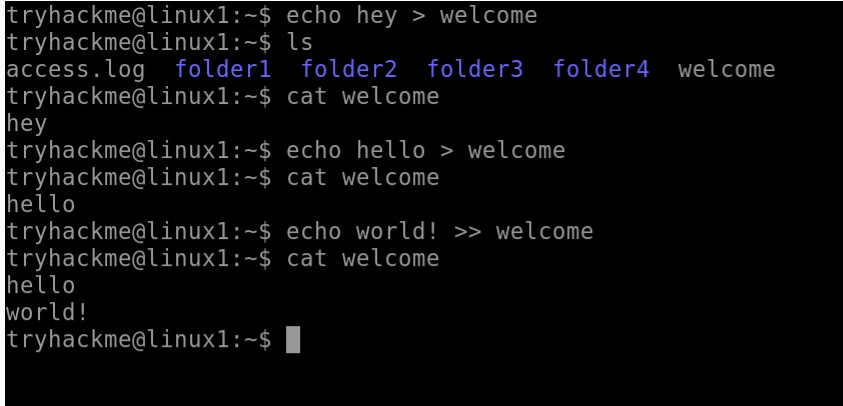 tryhackme@linux1:~$ echo hey > welcome
tryhackme@linux1:~$ ls
access.log  folder1  folder2  folder3  folder4  welcome
tryhackme@linux1:~$ cat welcome
hey
tryhackme@linux1:~$ echo hello > welcome
tryhackme@linux1:~$ cat welcome
hello
tryhackme@linux1:~$ echo world! >> welcome
tryhackme@linux1:~$ cat welcome
hello
world!
tryhackme@linux1:~$